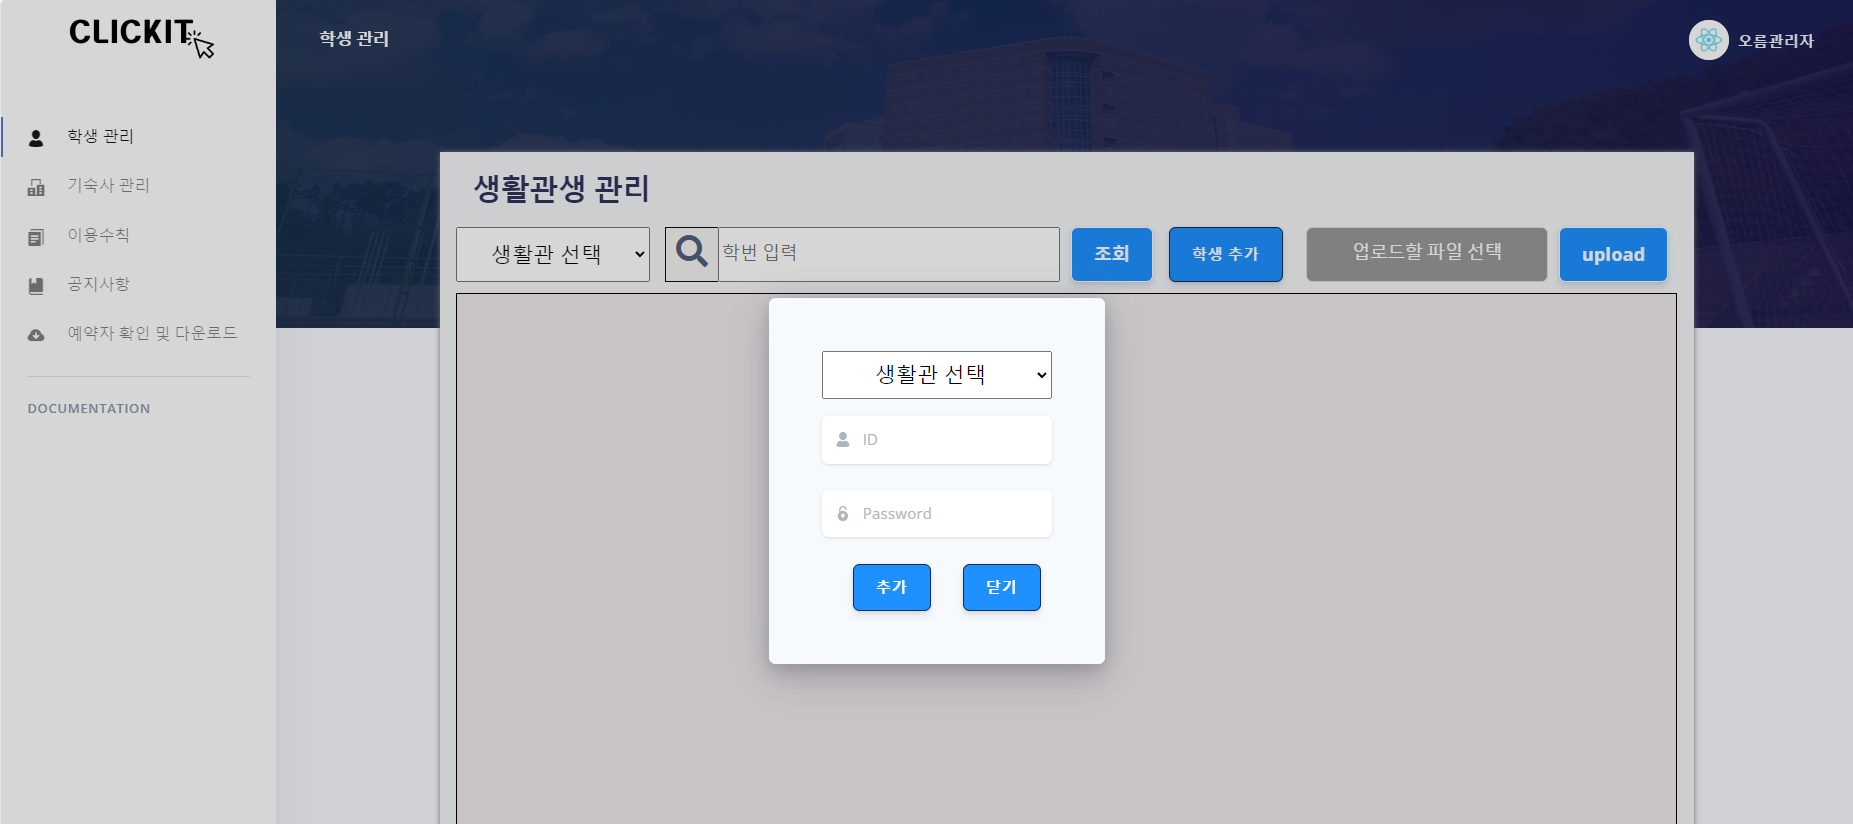 CLICKIT
학생 관리
오름관리자
학생 관리
기숙사 관리
이용수칙
공지사항
예약자 확인 및 다운로드
DOCUMENTATION
생활관생 관리
생활관 선택
학번 입력
조회
학생 추가
업로드할 파일 선택
upload
생활관 선택
ID
Password
추가
닫기